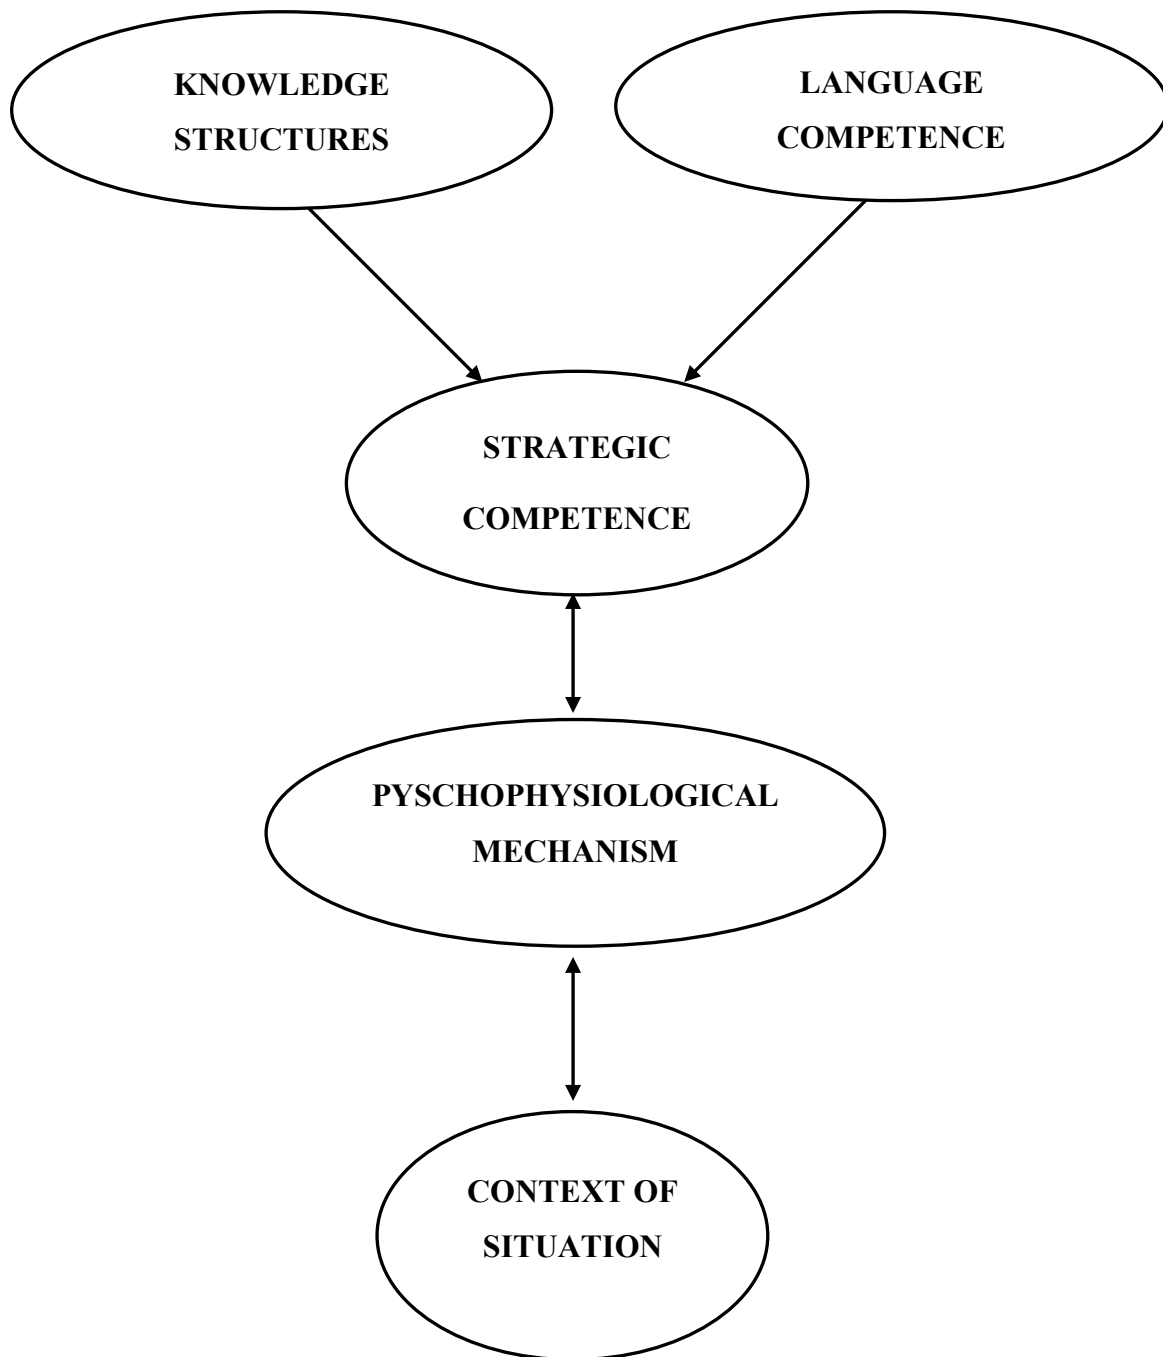 KNOWLEDGE
STRUCTURES
LANGUAGE
COMPETENCE
STRATEGIC
COMPETENCE
PYSCHOPHYSIOLOGICAL
MECHANISM
CONTEXT OF
SITUATION